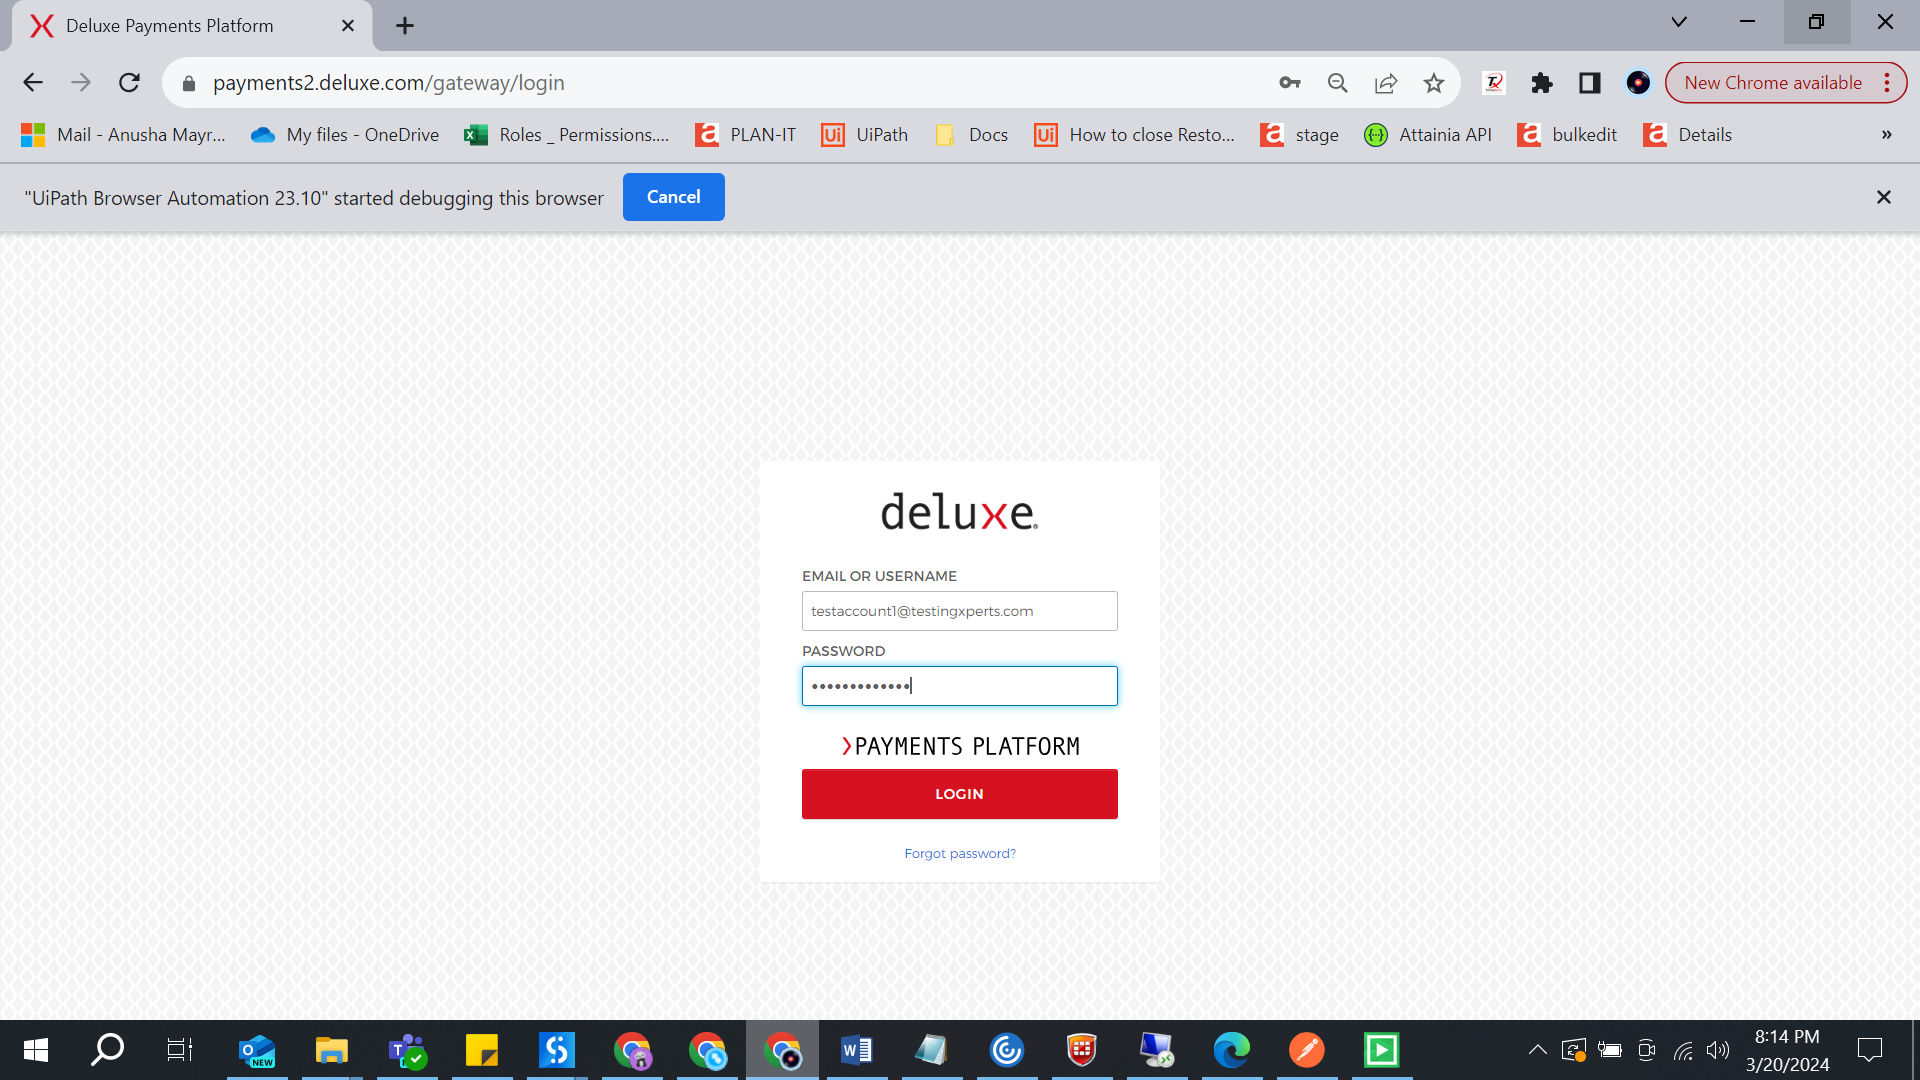 Deluxe Payments Platform
payments2.deluxe.com/gateway/login
New Chrome available
Mail - Anusha Mayr...
My files - OneDrive
Roles _ Permissions....
PLAN-IT
UiPath
Docs
How to close Resto...
stage
Attainia API
bulkedit
Details
»
"UiPath Browser Automation 23.10" started debugging this browser
Cancel
deluxe.
EMAIL OR USERNAME
testaccount1@testingxperts.com
PASSWORD
•••••••••••••
PAYMENTS PLATFORM
LOGIN
Forgot password?
NEW
8:14 PM
3/20/2024